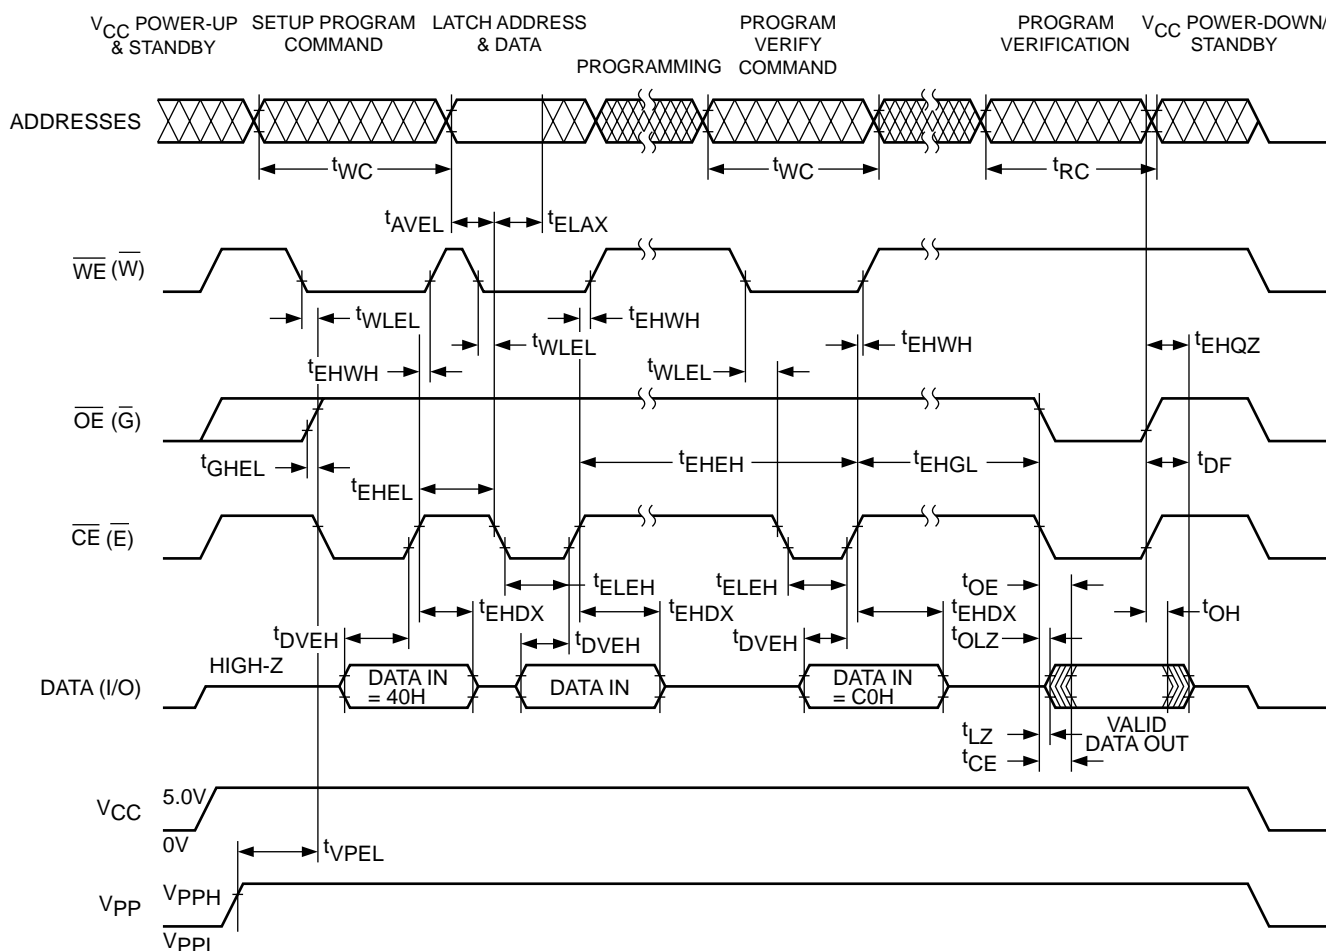 VCC POWER-UP
& STANDBY
SETUP PROGRAM
COMMAND
LATCH ADDRESS
& DATA
PROGRAMMING
PROGRAM
VERIFY
COMMAND
PROGRAM
VERIFICATION
VCC POWER-DOWN/
STANDBY
ADDRESSES
tWC
tWC
tRC
tAVEL
tELAX
WE (W)
tWLEL
tEHWH
tWLEL
tEHWH
tWLEL
tEHWH
tEHQZ
OE (G)
tGHEL
tEHEL
tEHEH
tEHGL
tDF
CE (E)
tELEH
tELEH
tOE
tEHDX
tEHDX
tEHDX
tOH
tDVEH
tDVEH
tDVEH
tOLZ
HIGH-Z
DATA (I/O)
DATA IN
= 40H
DATA IN
DATA IN
= C0H
VALID
DATA OUT
tLZ
tCE
5.0V
VCC
0V
tVPEL
VPPH
VPP
VPPL